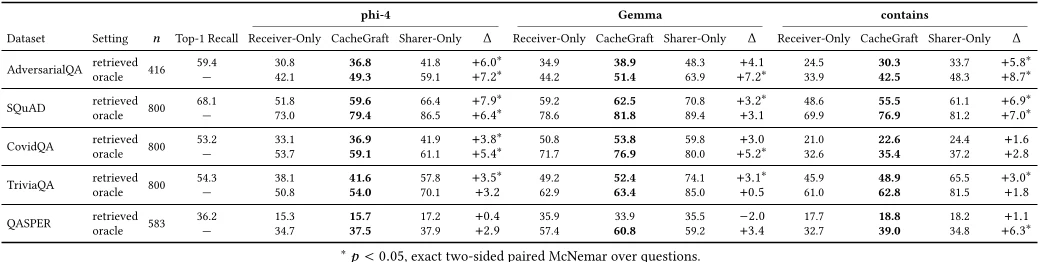 phi-4 Gemma contains
Dataset Setting n Top-1 Recall Receiver-Only CacheGraft Sharer-Only Δ Receiver-Only CacheGraft Sharer-Only Δ Receiver-Only CacheGraft Sharer-Only Δ
AdversarialQA retrieved 416 59.4 30.8 36.8 41.8 +6.0* 34.9 38.9 48.3 +4.1 24.5 30.3 33.7 +5.8*
oracle — 42.1 49.3 59.1 +7.2* 44.2 51.4 63.9 +7.2* 33.9 42.5 48.3 +8.7*
SQuAD retrieved 800 68.1 51.8 59.6 66.4 +7.9* 59.2 62.5 70.8 +3.2* 48.6 55.5 61.1 +6.9*
oracle — 73.0 79.4 86.5 +6.4* 78.6 81.8 89.4 +3.1 69.9 76.9 81.2 +7.0*
CovidQA retrieved 800 53.2 33.1 36.9 41.9 +3.8* 50.8 53.8 59.8 +3.0 21.0 22.6 24.4 +1.6
oracle — 53.7 59.1 61.1 +5.4* 71.7 76.9 80.0 +5.2* 32.6 35.4 37.2 +2.8
TriviaQA retrieved 800 54.3 38.1 41.6 57.8 +3.5* 49.2 52.4 74.1 +3.1* 45.9 48.9 65.5 +3.0*
oracle — 50.8 54.0 70.1 +3.2 62.9 63.4 85.0 +0.5 61.0 62.8 81.5 +1.8
QASPER retrieved 583 36.2 15.3 15.7 17.2 +0.4 35.9 33.9 35.5 −2.0 17.7 18.8 18.2 +1.1
oracle — 34.7 37.5 37.9 +2.9 57.4 60.8 59.2 +3.4 32.7 39.0 34.8 +6.3*
* p < 0.05, exact two-sided paired McNemar over questions.